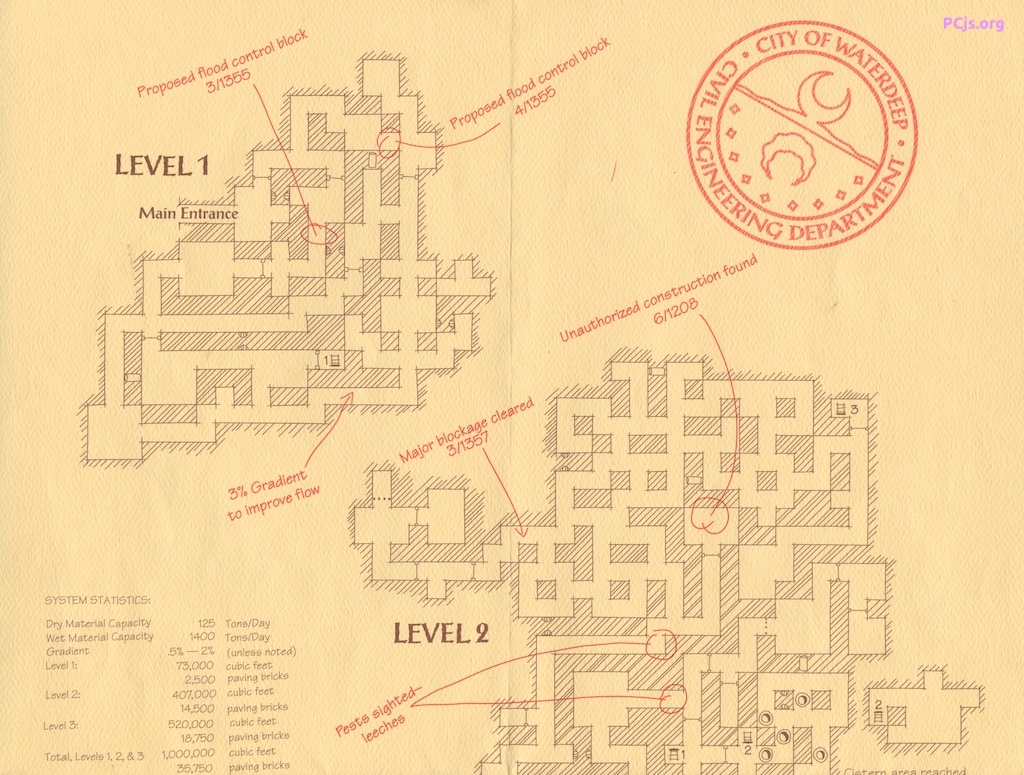 PCjs.org
CITY OF WATERDEEP
CIVIL ENGINEERING DEPARTMENT
Proposed flood control block
3/1355
Proposed flood control block
4/1355
LEVEL 1
Main Entrance
1
Unauthorized construction found
6/1208
3
Major blockage cleared
3/1357
3% Gradient
to improve flow
LEVEL 2
SYSTEM STATISTICS:
Dry Material Capacity 125 Tons/Day
Wet Material Capacity 1400 Tons/Day
Gradient .5% — 2% (unless noted)
Level 1: 73,000 cubic feet
2,500 paving bricks
Level 2: 407,000 cubic feet
14,500 paving bricks
Level 3: 520,000 cubic feet
18,750 paving bricks
Total, Levels 1, 2, & 3 1,000,000 cubic feet
35,750 paving bricks
Pests sighted—
leeches
2
2
1
Cistern area reached